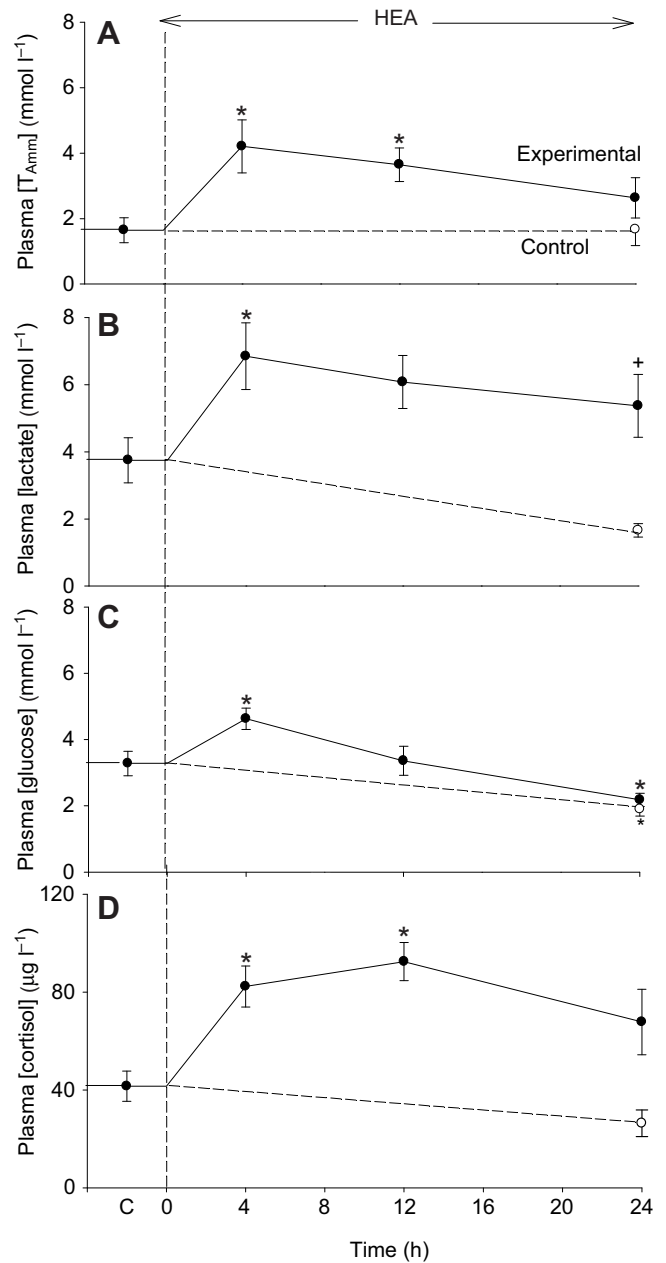 HEA
A
8
6
4
2
0
Plasma [TAmm] (mmol l−1)
*
*
Experimental
Control
B
8
6
4
2
0
Plasma [lactate] (mmol l−1)
*
+
C
8
6
4
2
0
Plasma [glucose] (mmol l−1)
*
*
*
D
120
80
40
0
Plasma [cortisol] (µg l−1)
*
*
C 0 4 8 12 16 20 24
Time (h)